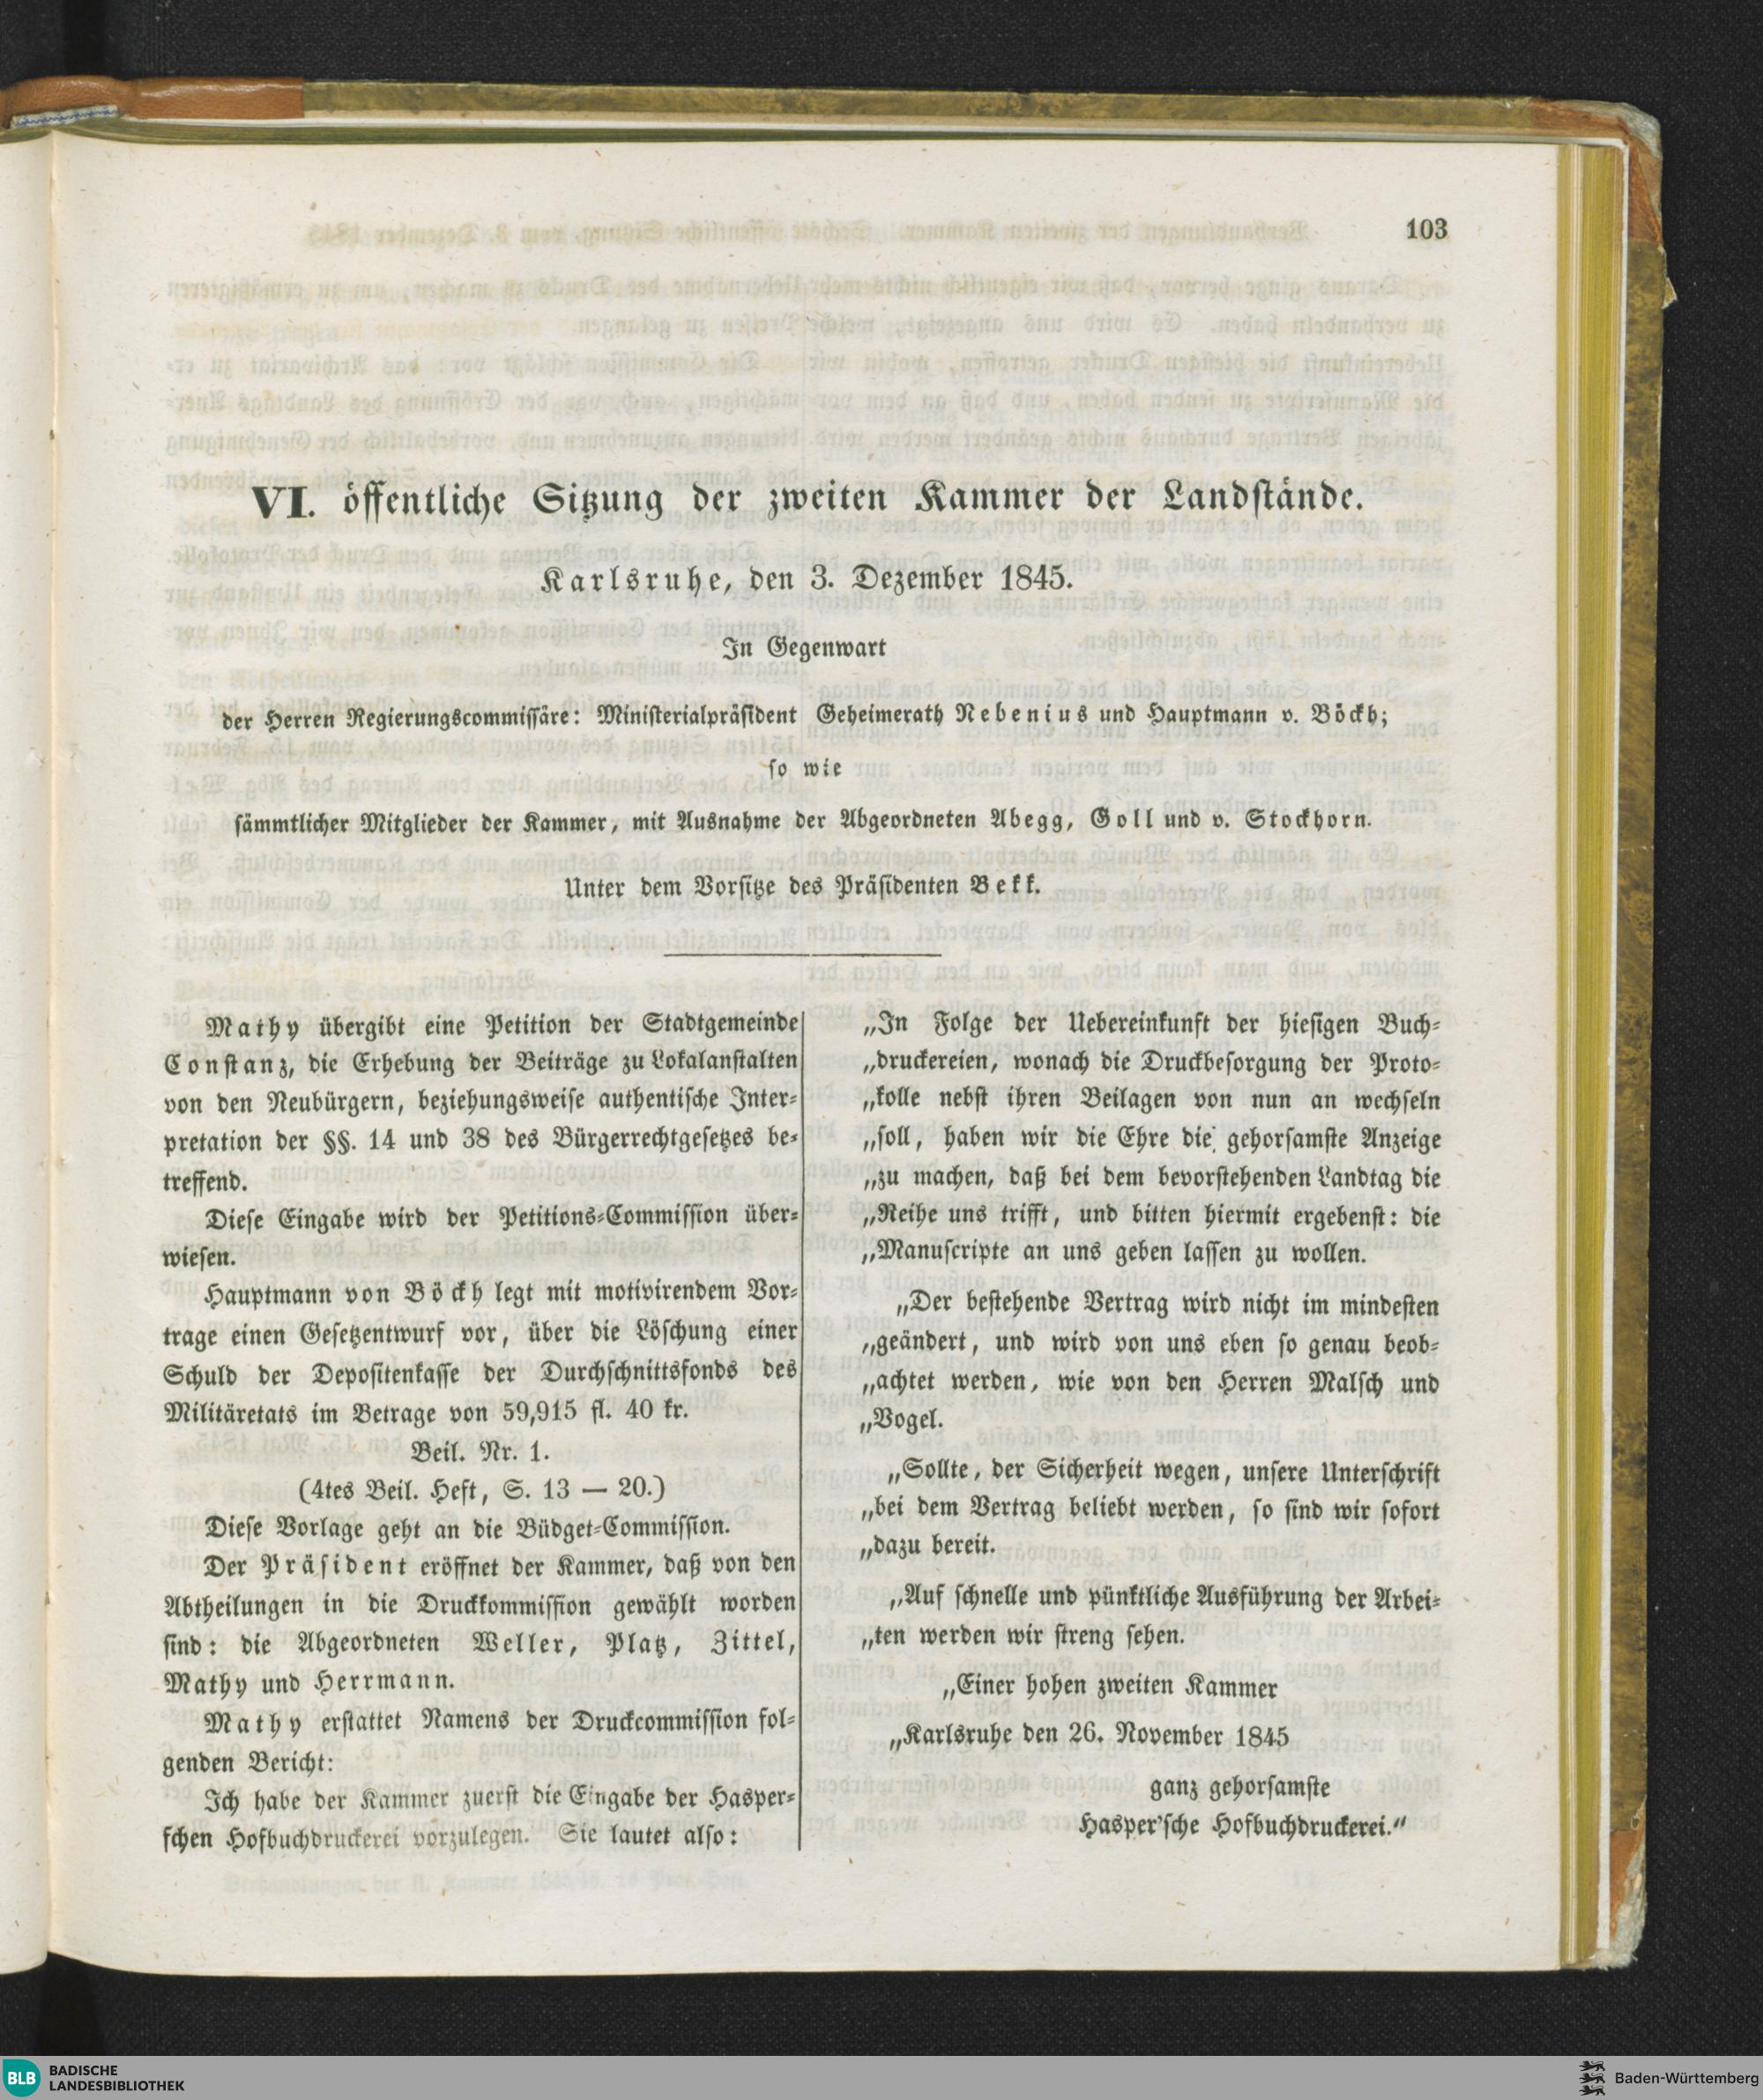 103
VI. öffentliche Sitzung der zweiten Kammer der Landstände.
Karlsruhe, den 3. Dezember 1845.
In Gegenwart
der Herren Regierungscommissäre: Ministerialpräsident Geheimerath Nebenius und Hauptmann v. Böckh;
so wie
sämmtlicher Mitglieder der Kammer, mit Ausnahme der Abgeordneten Abegg, Goll und v. Stockhorn.
Unter dem Vorsitze des Präsidenten Bekk.
Mathy übergibt eine Petition der Stadtgemeinde
Constanz, die Erhebung der Beiträge zu Lokalanstalten
von den Neubürgern, beziehungsweise authentische Inter-
pretation der §§. 14 und 38 des Bürgerrechtgesetzes be-
treffend.
Diese Eingabe wird der Petitions-Commission über-
wiesen.
Hauptmann von Böckh legt mit motivirendem Vor-
trage einen Gesetzentwurf vor, über die Löschung einer
Schuld der Depositenkasse der Durchschnittsfonds des
Militäretats im Betrage von 59,915 fl. 40 kr.
Beil. Nr. 1.
(4tes Beil. Heft, S. 13 — 20.)
Diese Vorlage geht an die Büdget-Commission.
Der Präsident eröffnet der Kammer, daß von den
Abtheilungen in die Druckkommission gewählt worden
sind: die Abgeordneten Weller, Platz, Zittel,
Mathy und Herrmann.
Mathy erstattet Namens der Druckcommission fol-
genden Bericht:
Ich habe der Kammer zuerst die Eingabe der Hasper-
schen Hofbuchdruckerei vorzulegen. Sie lautet also:
„In Folge der Uebereinkunft der hiesigen Buch-
„druckereien, wonach die Druckbesorgung der Proto-
„kolle nebst ihren Beilagen von nun an wechseln
„soll, haben wir die Ehre die gehorsamste Anzeige
„zu machen, daß bei dem bevorstehenden Landtag die
„Reihe uns trifft, und bitten hiermit ergebenst: die
„Manuscripte an uns geben lassen zu wollen.
„Der bestehende Vertrag wird nicht im mindesten
„geändert, und wird von uns eben so genau beob-
„achtet werden, wie von den Herren Malsch und
„Vogel.
„Sollte, der Sicherheit wegen, unsere Unterschrift
„bei dem Vertrag beliebt werden, so sind wir sofort
„dazu bereit.
„Auf schnelle und pünktliche Ausführung der Arbei-
„ten werden wir streng sehen.
„Einer hohen zweiten Kammer
„Karlsruhe den 26. November 1845
ganz gehorsamste
Hasper'sche Hofbuchdruckerei.“
BLB BADISCHE
LANDESBIBLIOTHEK
Baden-Württemberg